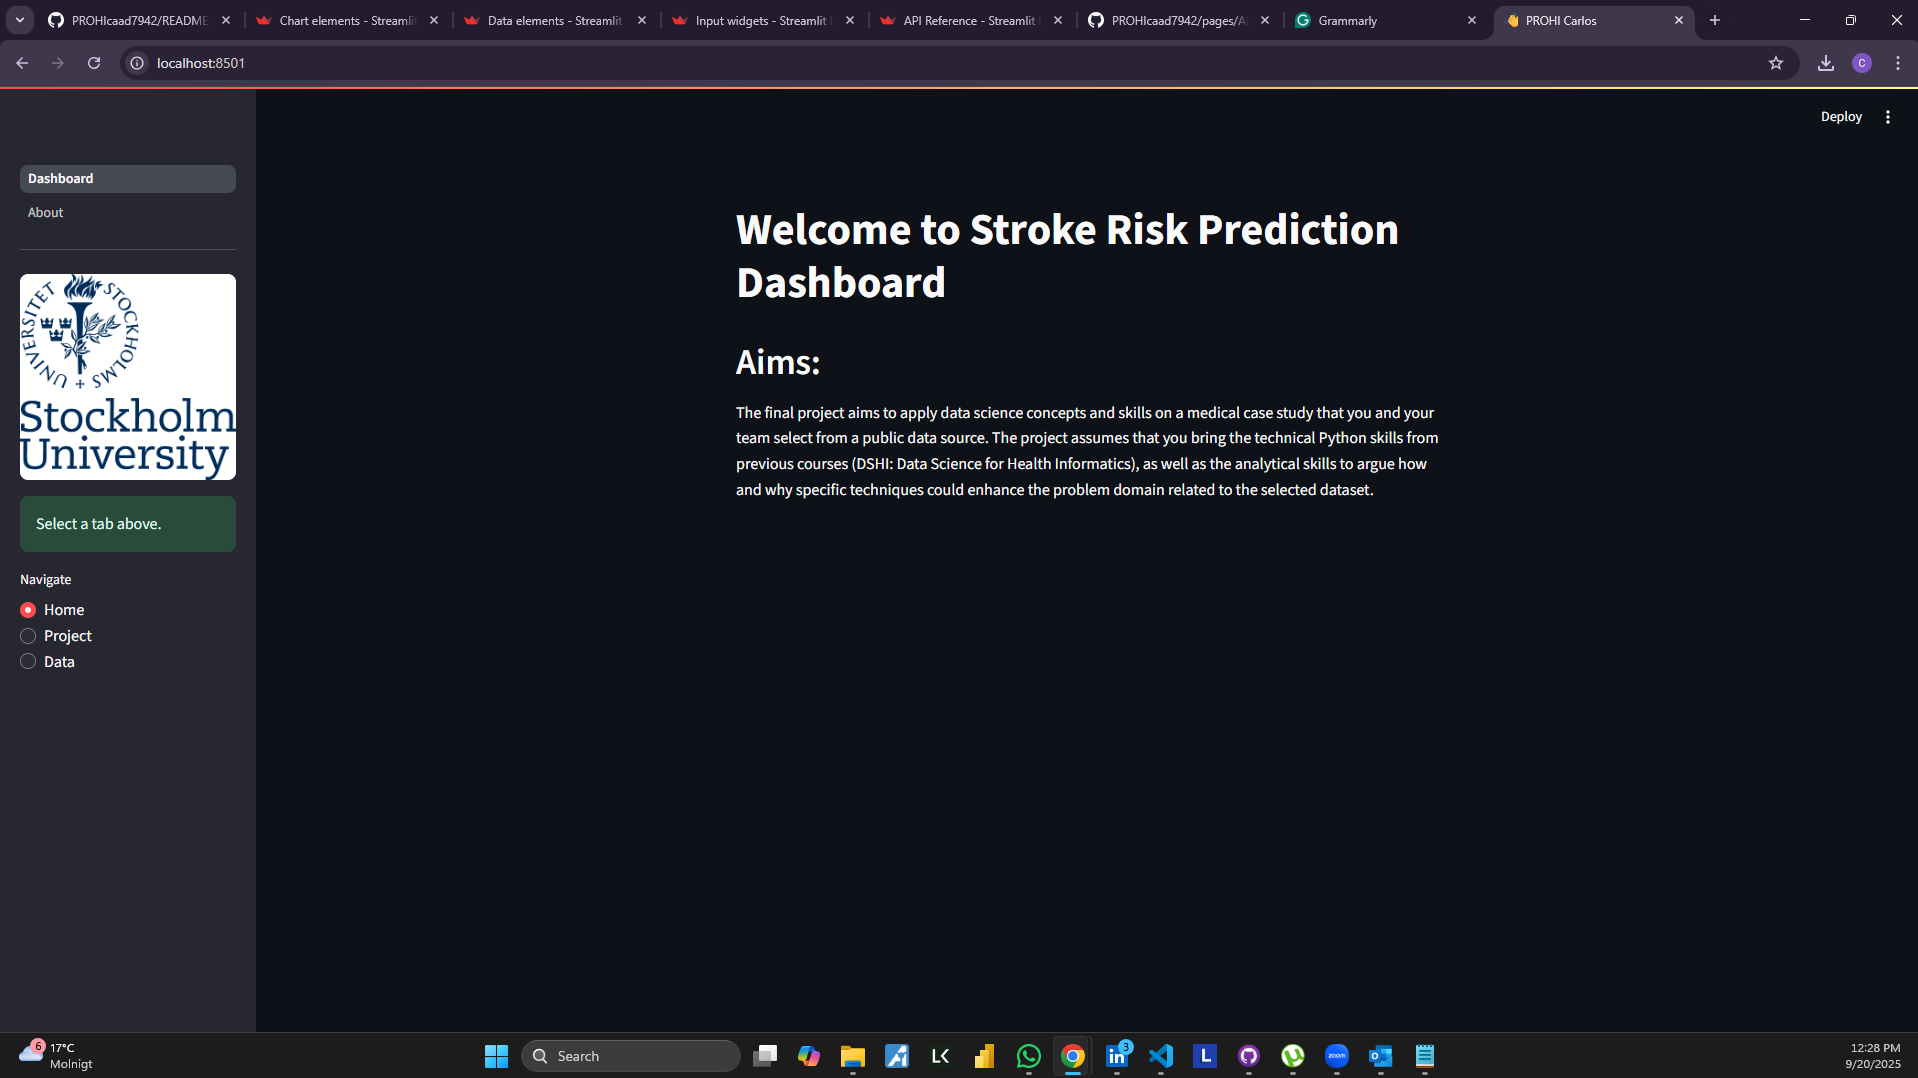 PROHIcaad7942/README
Chart elements - Streamlit
Data elements - Streamlit
Input widgets - Streamlit D
API Reference - Streamlit
PROHIcaad7942/pages/A
Grammarly
PROHI Carlos
localhost:8501
C
Deploy
Dashboard
About
UNIVERSITET STOCKHOLMS
Stockholm
University
Select a tab above.
Navigate
Home
Project
Data
Welcome to Stroke Risk Prediction
Dashboard
Aims:
The final project aims to apply data science concepts and skills on a medical case study that you and your
team select from a public data source. The project assumes that you bring the technical Python skills from
previous courses (DSHI: Data Science for Health Informatics), as well as the analytical skills to argue how
and why specific techniques could enhance the problem domain related to the selected dataset.
6
17°C
Molnigt
Search
LK
in
3
L
zoom
12:28 PM
9/20/2025